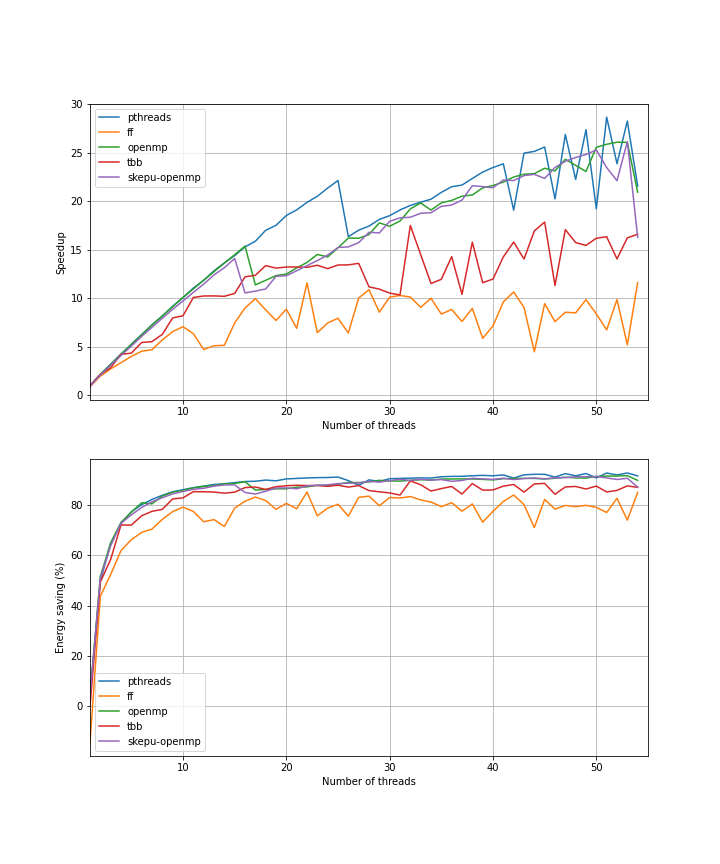 30
25
20
15
10
5
0
Speedup
pthreads
ff
openmp
tbb
skepu-openmp
10
20
30
40
50
Number of threads
80
60
40
20
0
Energy saving (%)
pthreads
ff
openmp
tbb
skepu-openmp
10
20
30
40
50
Number of threads